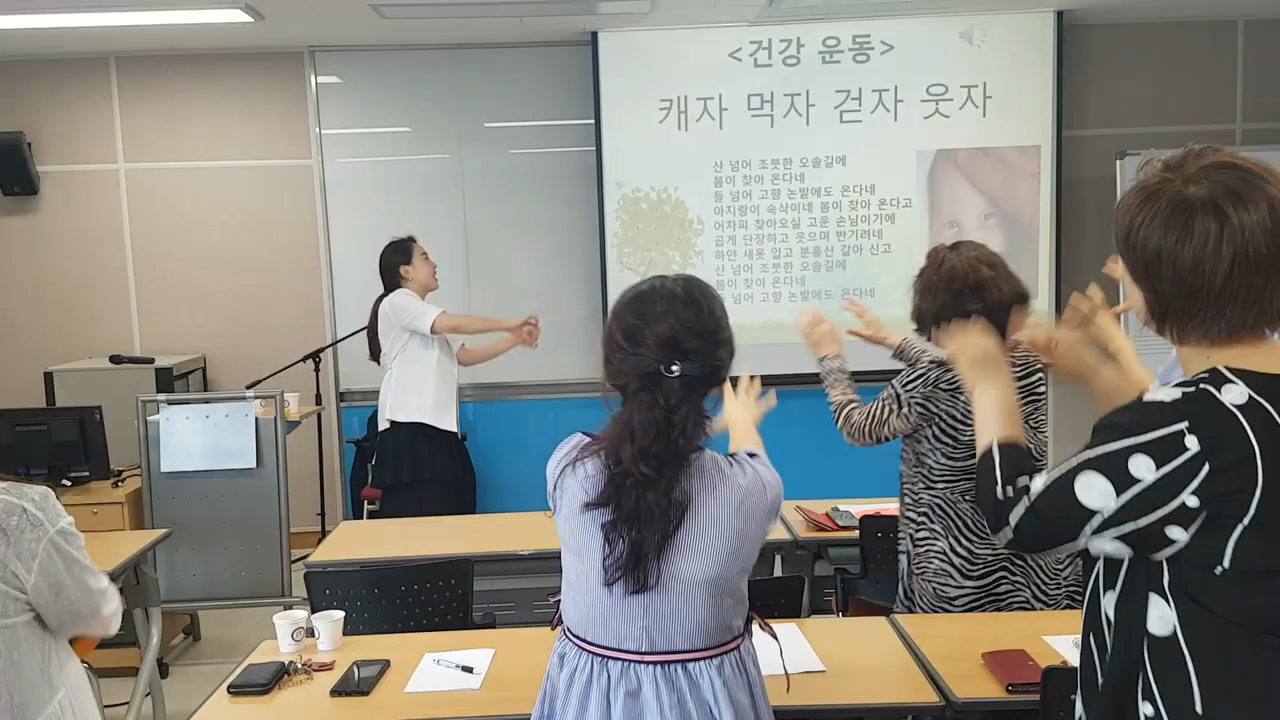 <건강 운동>
캐자 먹자 걷자 웃자
산 넘어 조붓한 오솔길에
봄이 찾아 온다네
들 넘어 고향 논밭에도 온다네
아지랑이 속삭이네 봄이 찾아 온다고
어차피 찾아오실 고운 손님이기에
곱게 단장하고 웃으며 반기려네
하얀 새옷 입고 분홍신 갈아 신고
산 넘어 조붓한 오솔길에
봄이 찾아 온다네
들 넘어 고향 논밭에도 온다네